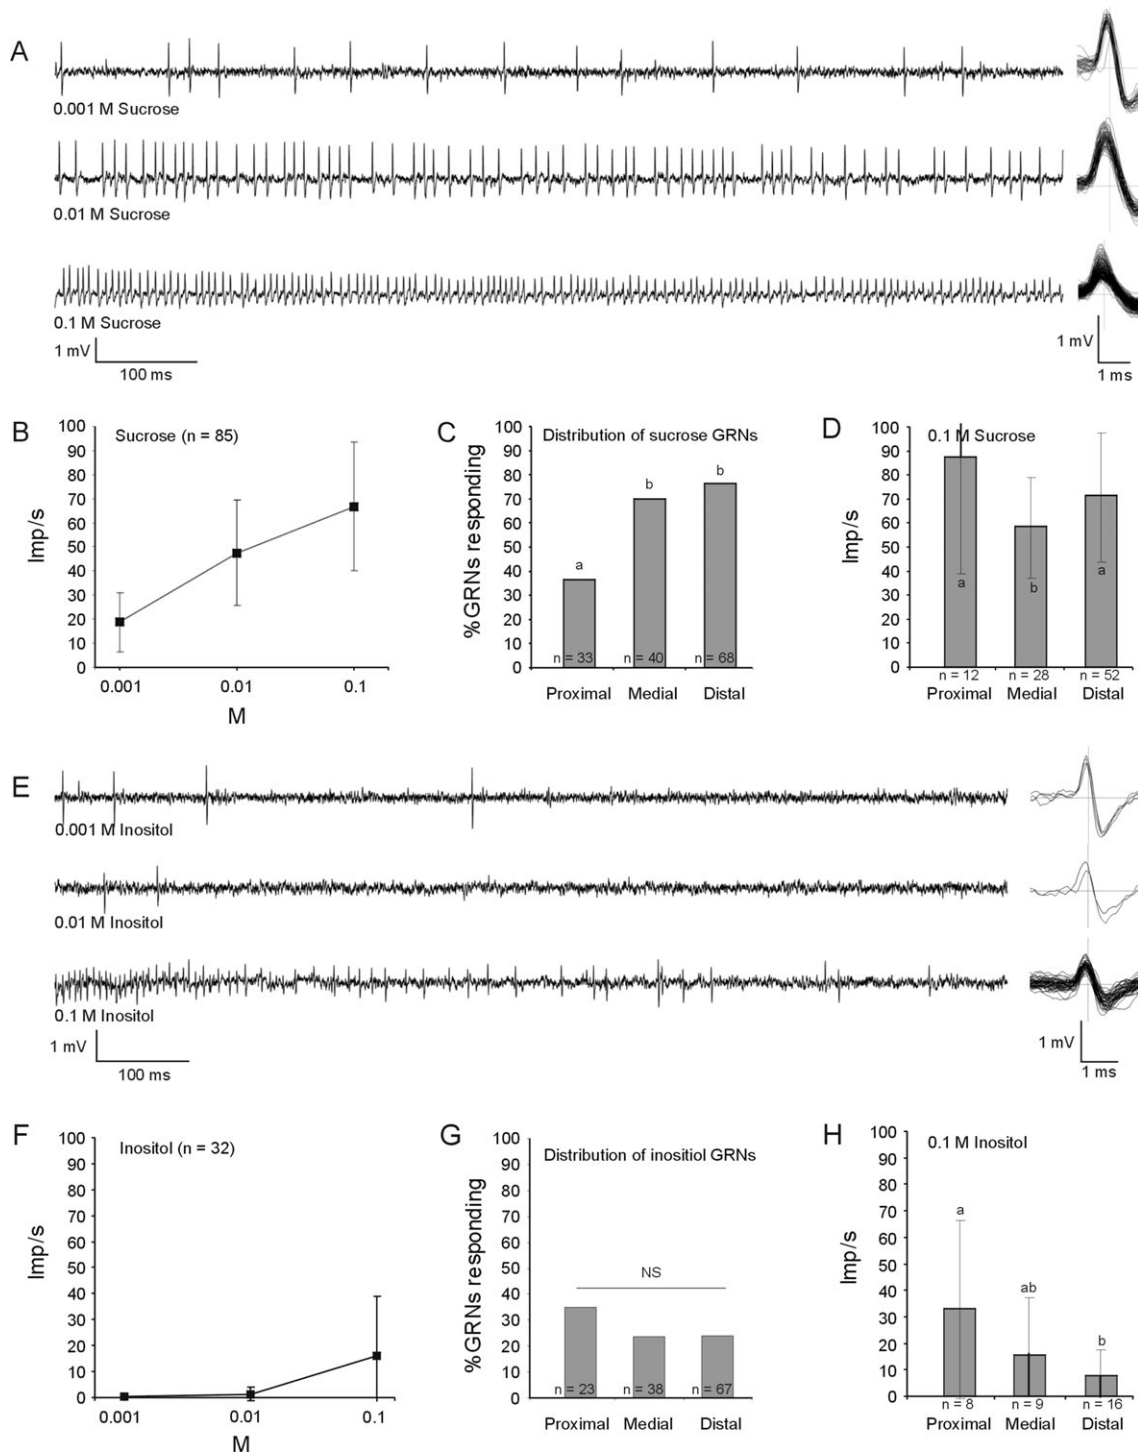 A
0.001 M Sucrose
0.01 M Sucrose
0.1 M Sucrose
1 mV
100 ms
1 mV
1 ms
B
Sucrose (n = 85)
Imp/s
100
90
80
70
60
50
40
30
20
10
0
0.001
0.01
0.1
M
C
Distribution of sucrose GRNs
%GRNs responding
100
90
80
70
60
50
40
30
20
10
0
a
b
b
n = 33
n = 40
n = 68
Proximal
Medial
Distal
D
0.1 M Sucrose
Imp/s
100
90
80
70
60
50
40
30
20
10
0
a
b
a
n = 12
n = 28
n = 52
Proximal
Medial
Distal
E
0.001 M Inositol
0.01 M Inositol
0.1 M Inositol
1 mV
100 ms
1 mV
1 ms
F
Inositol (n = 32)
Imp/s
100
90
80
70
60
50
40
30
20
10
0
0.001
0.01
0.1
M
G
Distribution of inositiol GRNs
%GRNs responding
100
90
80
70
60
50
40
30
20
10
0
NS
n = 23
n = 38
n = 67
Proximal
Medial
Distal
H
0.1 M Inositol
Imp/s
100
90
80
70
60
50
40
30
20
10
0
a
ab
b
n = 8
n = 9
n = 16
Proximal
Medial
Distal